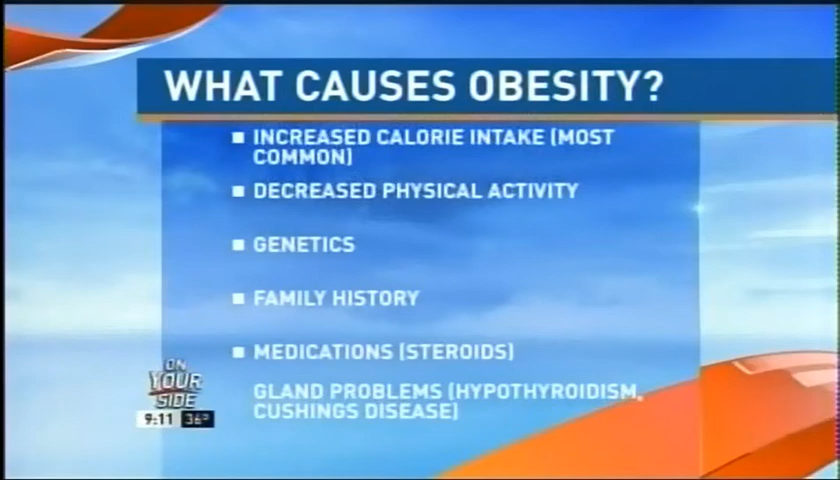 WHAT CAUSES OBESITY?
INCREASED CALORIE INTAKE (MOST
COMMON)
DECREASED PHYSICAL ACTIVITY
GENETICS
FAMILY HISTORY
MEDICATIONS (STEROIDS)
GLAND PROBLEMS (HYPOTHYROIDISM,
CUSHINGS DISEASE)
ON
YOUR
SIDE
9:11 36°